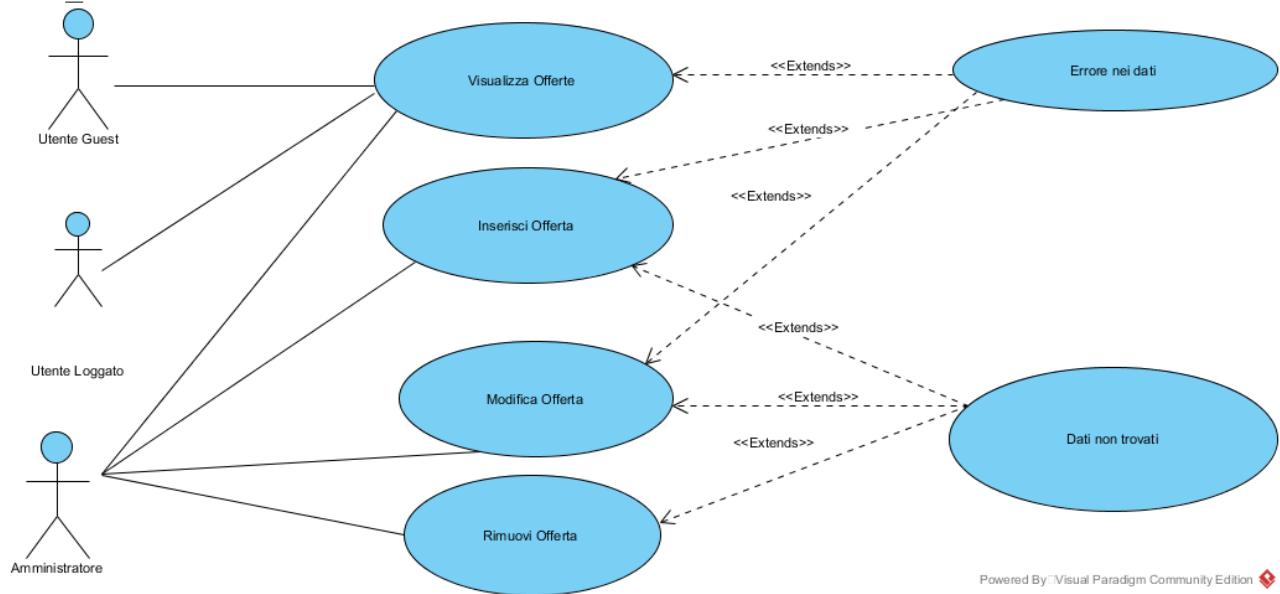 Utente Guest
Visualizza Offerte
<<Extends>>
Errore nei dati
<<Extends>>
Inserisci Offerta
<<Extends>>
<<Extends>>
Utente Loggato
Modifica Offerta
<<Extends>>
<<Extends>>
Dati non trovati
Rimuovi Offerta
Amministratore
Powered By Visual Paradigm Community Edition